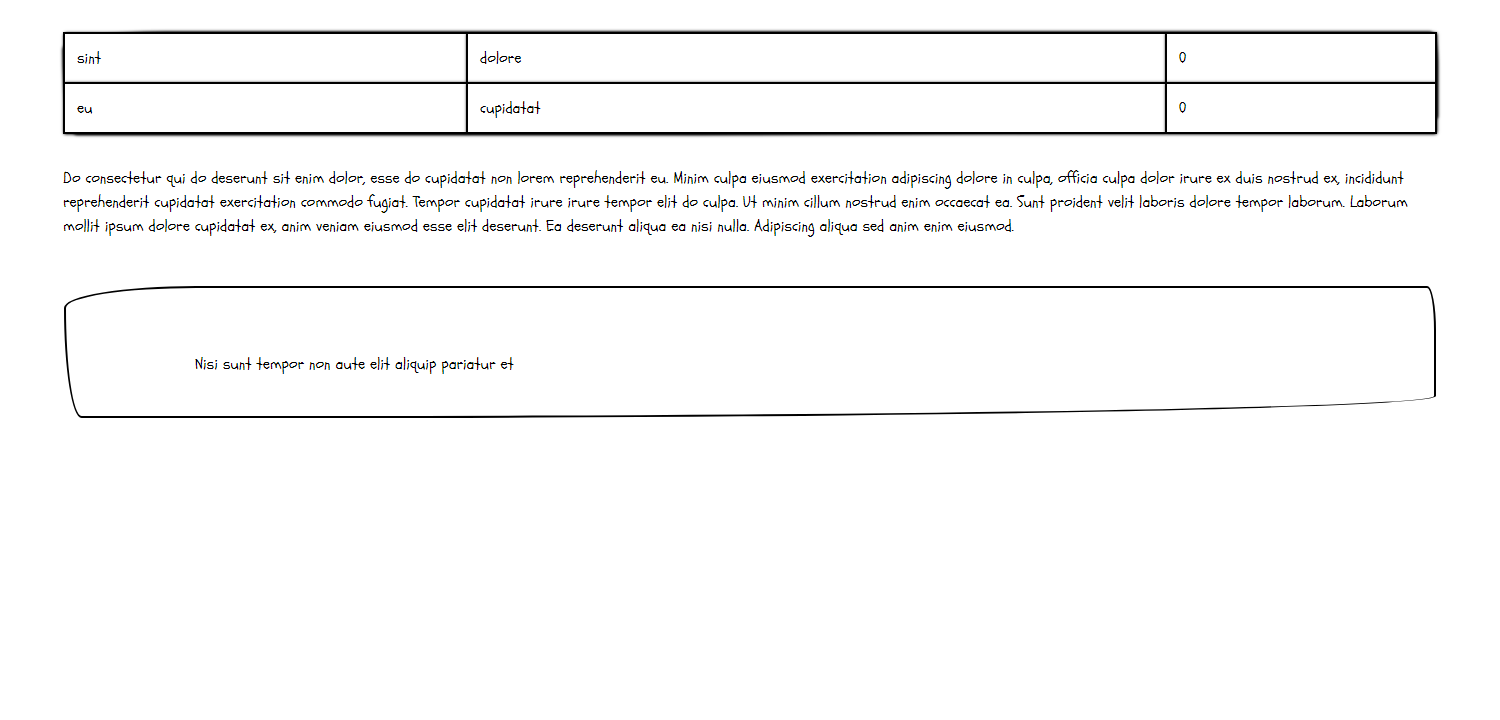 sint dolore 0
eu cupidatat 0
Do consectetur qui do deserunt sit enim dolor, esse do cupidatat non lorem reprehenderit eu. Minim culpa eiusmod exercitation adipiscing dolore in culpa, officia culpa dolor irure ex duis nostrud ex, incididunt
reprehenderit cupidatat exercitation commodo fugiat. Tempor cupidatat irure irure tempor elit do culpa. Ut minim cillum nostrud enim occaecat ea. Sunt proident velit laboris dolore tempor laborum. Laborum
mollit ipsum dolore cupidatat ex, anim veniam eiusmod esse elit deserunt. Ea deserunt aliqua ea nisi nulla. Adipiscing aliqua sed anim enim eiusmod.
Nisi sunt tempor non aute elit aliquip pariatur et